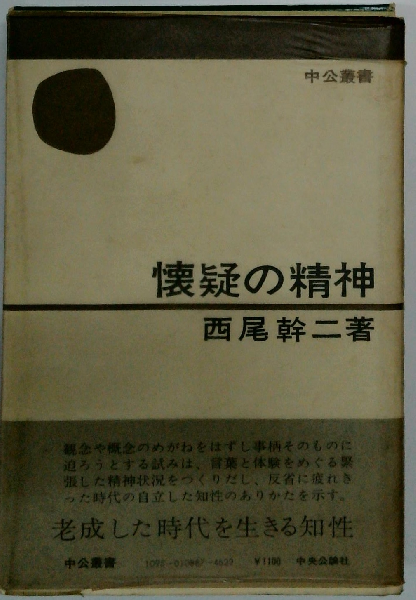 中公叢書
懐疑の精神
西尾幹二著
観念や概念のめがねをはずし事柄そのものに
迫ろうとする試みは、言葉と体験をめぐる緊
張した精神状況をつくりだし、反省に疲れき
った時代の自立した知性のありかたを示す。
老成した時代を生きる知性
中公叢書
¥1100 中央公論社